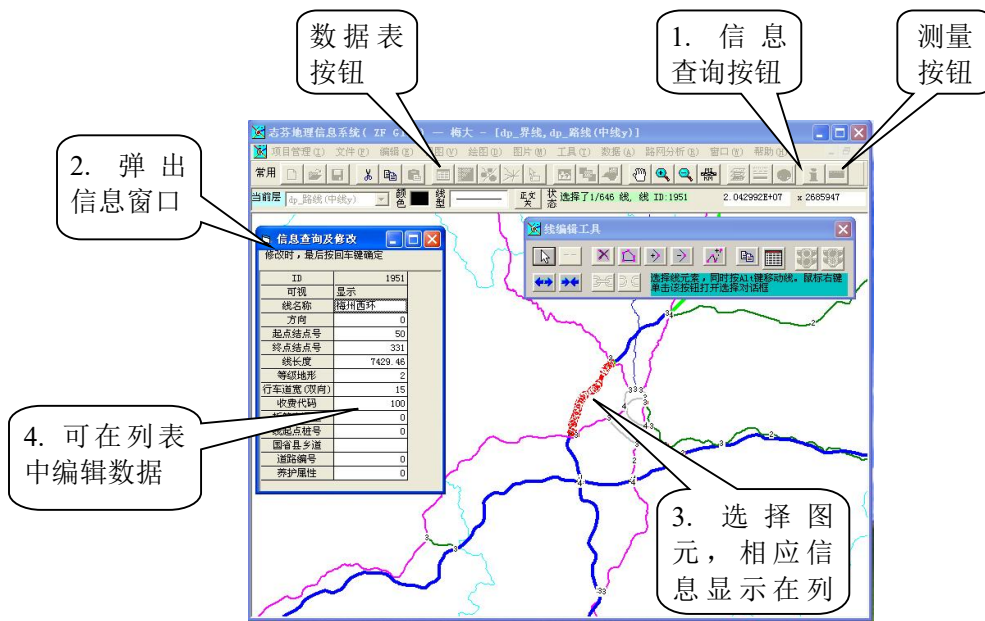 数据表
按钮
1. 信息
查询按钮
测量
按钮
2. 弹出
信息窗口
志芬地理信息系统( ZF G — 梅大 - [dp_界线,dp_路线(中线y)]
项目管理(I) 文件(F) 编辑(E) 图(V) 绘图(D) 图片(M) 工具(T) 数据(A) 路网分析(R) 窗口(W) 帮助(H)
常用
当前层 dp_路线(中线y) 颜色 线型 正交关 状态 选择了1/646 线, 线 ID:1951 2.042992E+07 x 2685947
信息查询及修改
修改时，最后按回车键确定
ID 1951
可视 显示
线名称 梅州西环
方向 0
起点结点号 50
终点结点号 331
线长度 7429.46
等级地形 2
行车道宽(双向) 15
收费代码 100
0
起点桩号 0
国省县乡道
道路编号 0
养护属性 0
线编辑工具
选择线元素，同时按Alt键移动线。鼠标右键
单击该按钮打开选择对话框
4. 可在列表
中编辑数据
3. 选择图
元，相应信
息显示在列